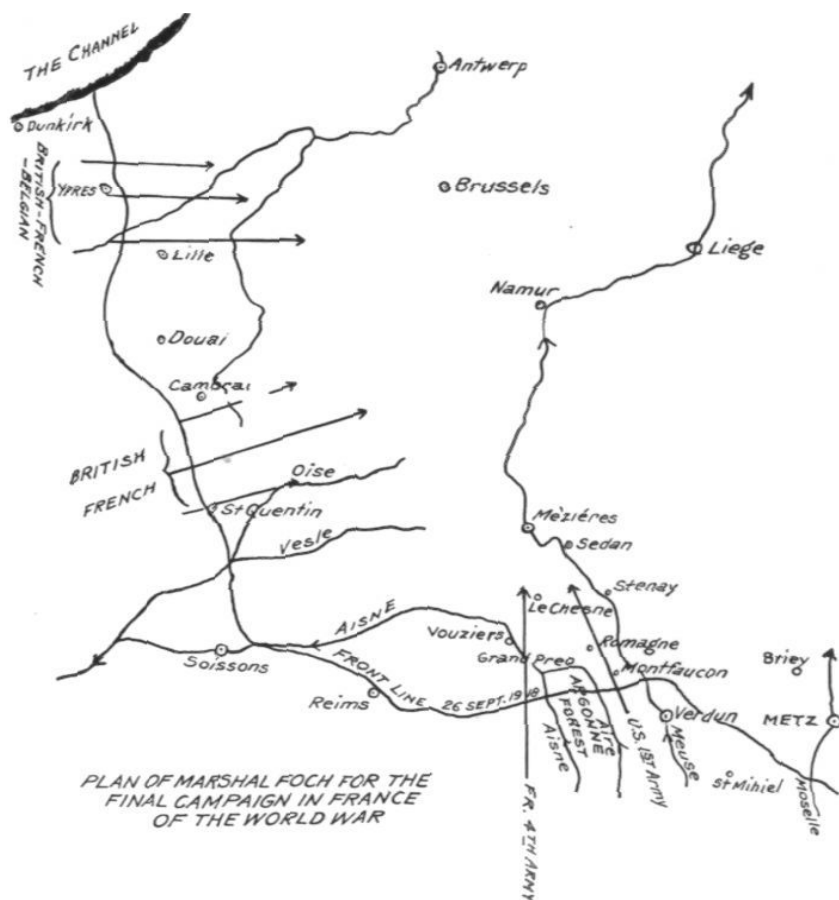 THE CHANNEL
Antwerp
Dunkirk
BRITISH-FRENCH
-BELGIAN
YPRES
Brussels
Lille
Liege
Namur
Douai
Cambrai
BRITISH
FRENCH
Oise
St Quentin
Vesle
Mèziéres
Sedan
Stenay
Le Chesne
AISNE
Vouziers
Romagne
Grand Pre
Montfaucon
Briey
Soissons
Reims
FRONT LINE 26 SEPT. 1918
ARGONNE
FOREST
Aire
Aisne
U.S. 1ST Army
Verdun
Meuse
METZ
St Mihiel
Moselle
FR. 4TH ARMY
PLAN OF MARSHAL FOCH FOR THE
FINAL CAMPAIGN IN FRANCE
OF THE WORLD WAR